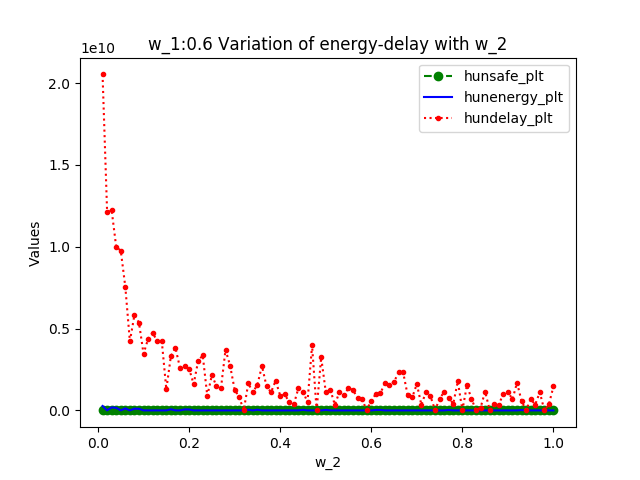 w_1:0.6 Variation of energy-delay with w_2
1e10
hunsafe_plt
hunenergy_plt
hundelay_plt
2.0
1.5
1.0
0.5
0.0
Values
0.0 0.2 0.4 0.6 0.8 1.0
w_2